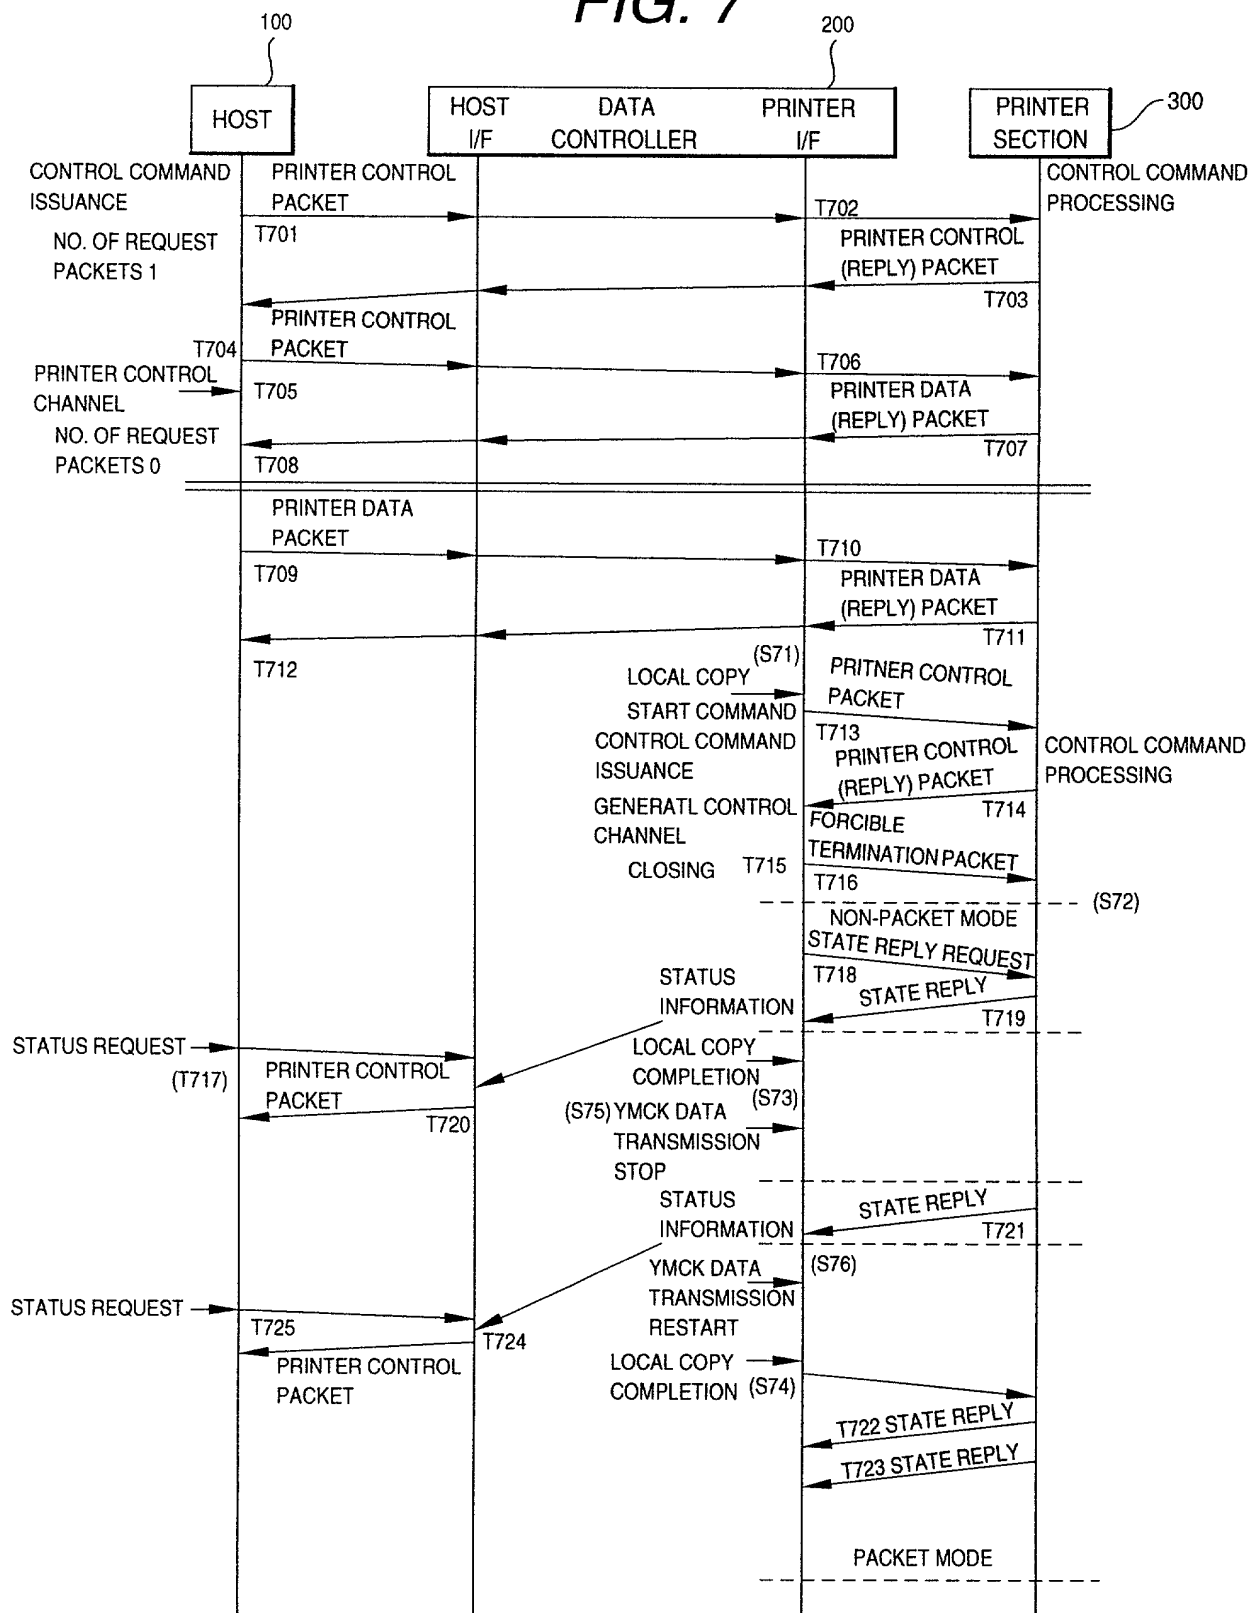 FIG. 7
100
200
300
HOST
HOST
I/F
DATA
CONTROLLER
PRINTER
I/F
PRINTER
SECTION
CONTROL COMMAND
ISSUANCE
PRINTER CONTROL
PACKET
CONTROL COMMAND
PROCESSING
T701
T702
NO. OF REQUEST
PACKETS 1
PRINTER CONTROL
(REPLY) PACKET
T703
PRINTER CONTROL
PACKET
T704
T706
PRINTER CONTROL
CHANNEL
T705
PRINTER DATA
(REPLY) PACKET
NO. OF REQUEST
PACKETS 0
T707
T708
PRINTER DATA
PACKET
T709
T710
PRINTER DATA
(REPLY) PACKET
T711
T712
(S71)
LOCAL COPY
START COMMAND
PRITNER CONTROL
PACKET
T713
CONTROL COMMAND
ISSUANCE
PRINTER CONTROL
(REPLY) PACKET
CONTROL COMMAND
PROCESSING
T714
GENERATL CONTROL
CHANNEL
CLOSING
T715
FORCIBLE
TERMINATION PACKET
T716
(S72)
NON-PACKET MODE
STATE REPLY REQUEST
T718
STATUS
INFORMATION
STATE REPLY
T719
STATUS REQUEST
(T717)
PRINTER CONTROL
PACKET
T720
LOCAL COPY
COMPLETION
(S73)
(S75)
YMCK DATA
TRANSMISSION
STOP
STATUS
INFORMATION
STATE REPLY
T721
(S76)
YMCK DATA
TRANSMISSION
RESTART
STATUS REQUEST
T725
T724
PRINTER CONTROL
PACKET
LOCAL COPY
COMPLETION
(S74)
T722 STATE REPLY
T723 STATE REPLY
PACKET MODE